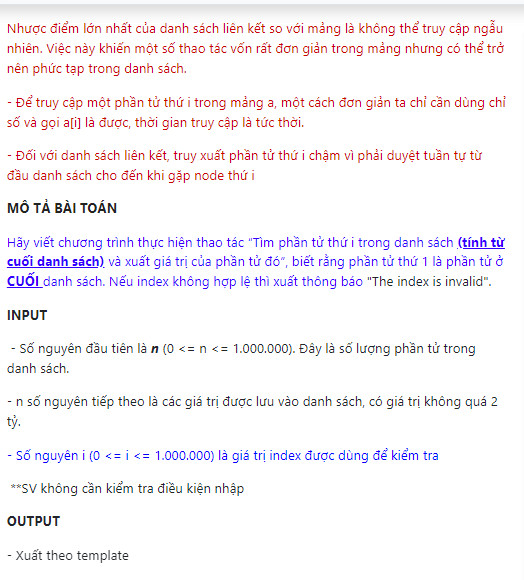 Nhược điểm lớn nhất của danh sách liên kết so với mảng là không thể truy cập ngẫu
nhiên. Việc này khiến một số thao tác vốn rất đơn giản trong mảng nhưng có thể trở
nên phức tạp trong danh sách.
- Để truy cập một phần tử thứ i trong mảng a, một cách đơn giản ta chỉ cần dùng chỉ
số và gọi a[i] là được, thời gian truy cập là tức thời.
- Đối với danh sách liên kết, truy xuất phần tử thứ i chậm vì phải duyệt tuần tự từ
đầu danh sách cho đến khi gặp node thứ i
MÔ TẢ BÀI TOÁN
Hãy viết chương trình thực hiện thao tác "Tìm phần tử thứ i trong danh sách (tính từ
cuối danh sách) và xuất giá trị của phần tử đó", biết rằng phần tử thứ 1 là phần tử ở
CUỐI danh sách. Nếu index không hợp lệ thì xuất thông báo "The index is invalid".
INPUT
- Số nguyên đầu tiên là n (0 <= n <= 1.000.000). Đây là số lượng phần tử trong
danh sách.
- n số nguyên tiếp theo là các giá trị được lưu vào danh sách, có giá trị không quá 2
tỷ.
- Số nguyên i (0 <= i <= 1.000.000) là giá trị index được dùng để kiểm tra
**SV không cần kiểm tra điều kiện nhập
OUTPUT
- Xuất theo template